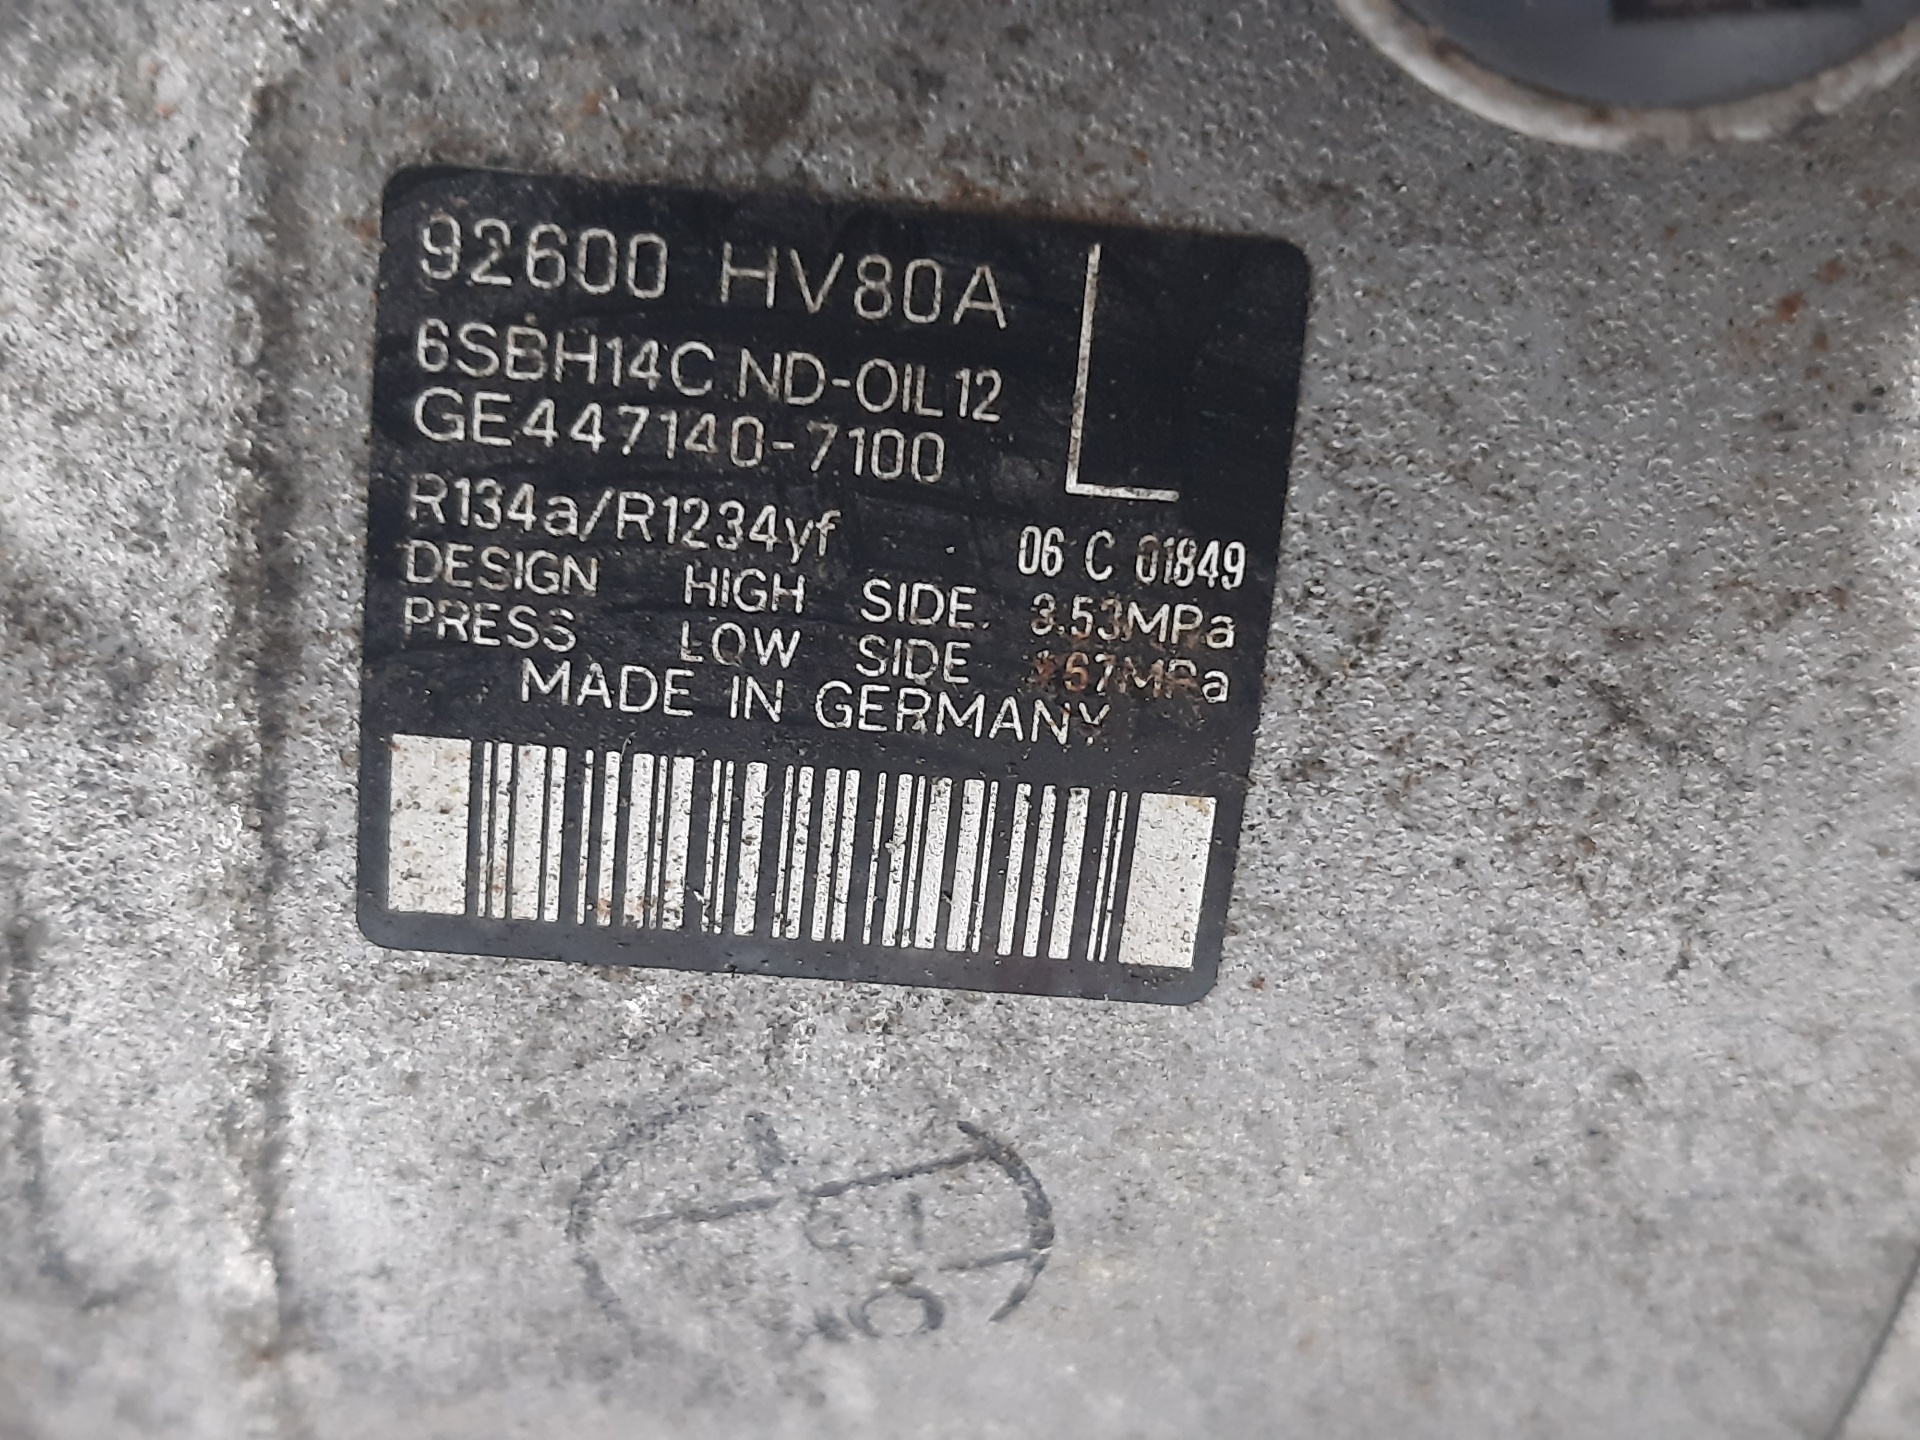 92600 HV80A L
6SBH14C ND-OIL12
GE447140-7100
R134a/R1234yf 06 C 01849
DESIGN HIGH SIDE 3.53MPa
PRESS LOW SIDE
MADE IN GERMANY